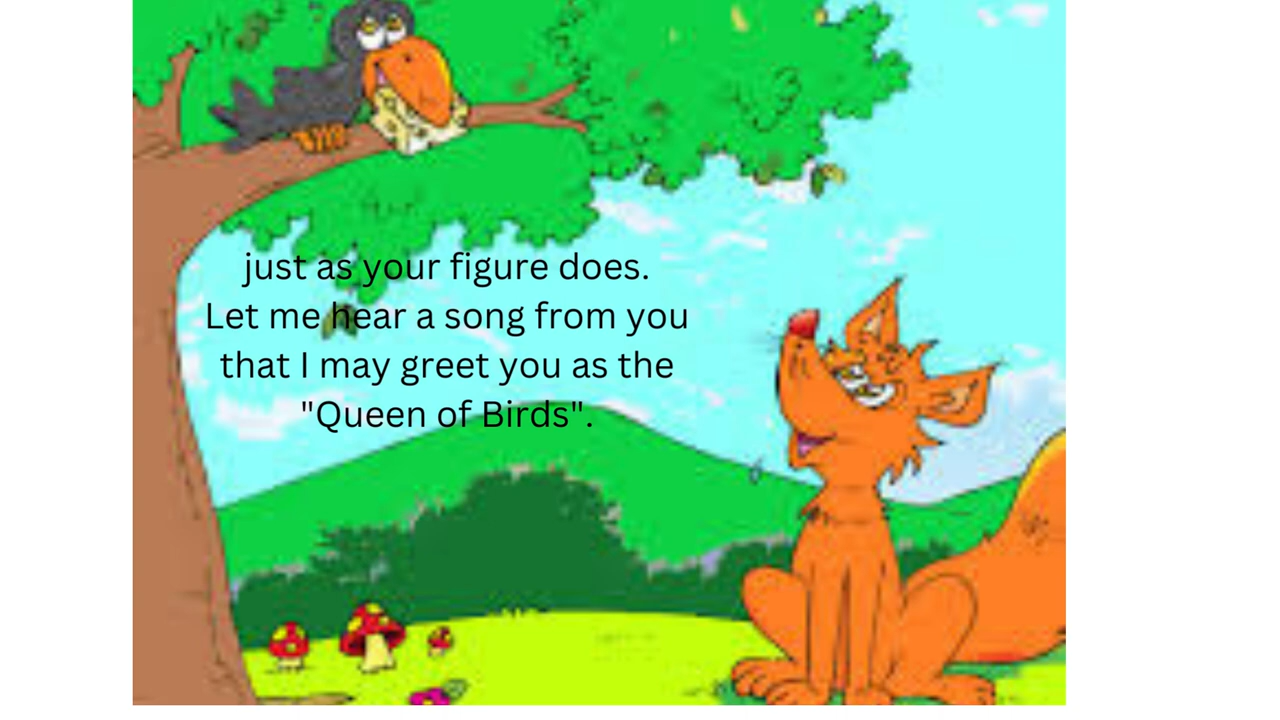 just as your figure does.
Let me hear a song from you
that I may greet you as the
"Queen of Birds".